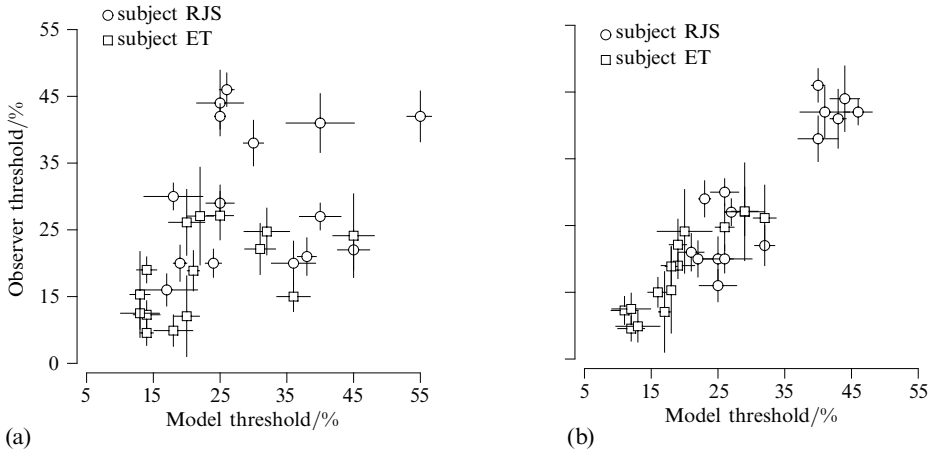 subject RJS
subject ET
55
45
35
25
15
0
Observer threshold/%
5 15 25 35 45 55
Model threshold/%
(a)
subject RJS
subject ET
5 15 25 35 45 55
Model threshold/%
(b)